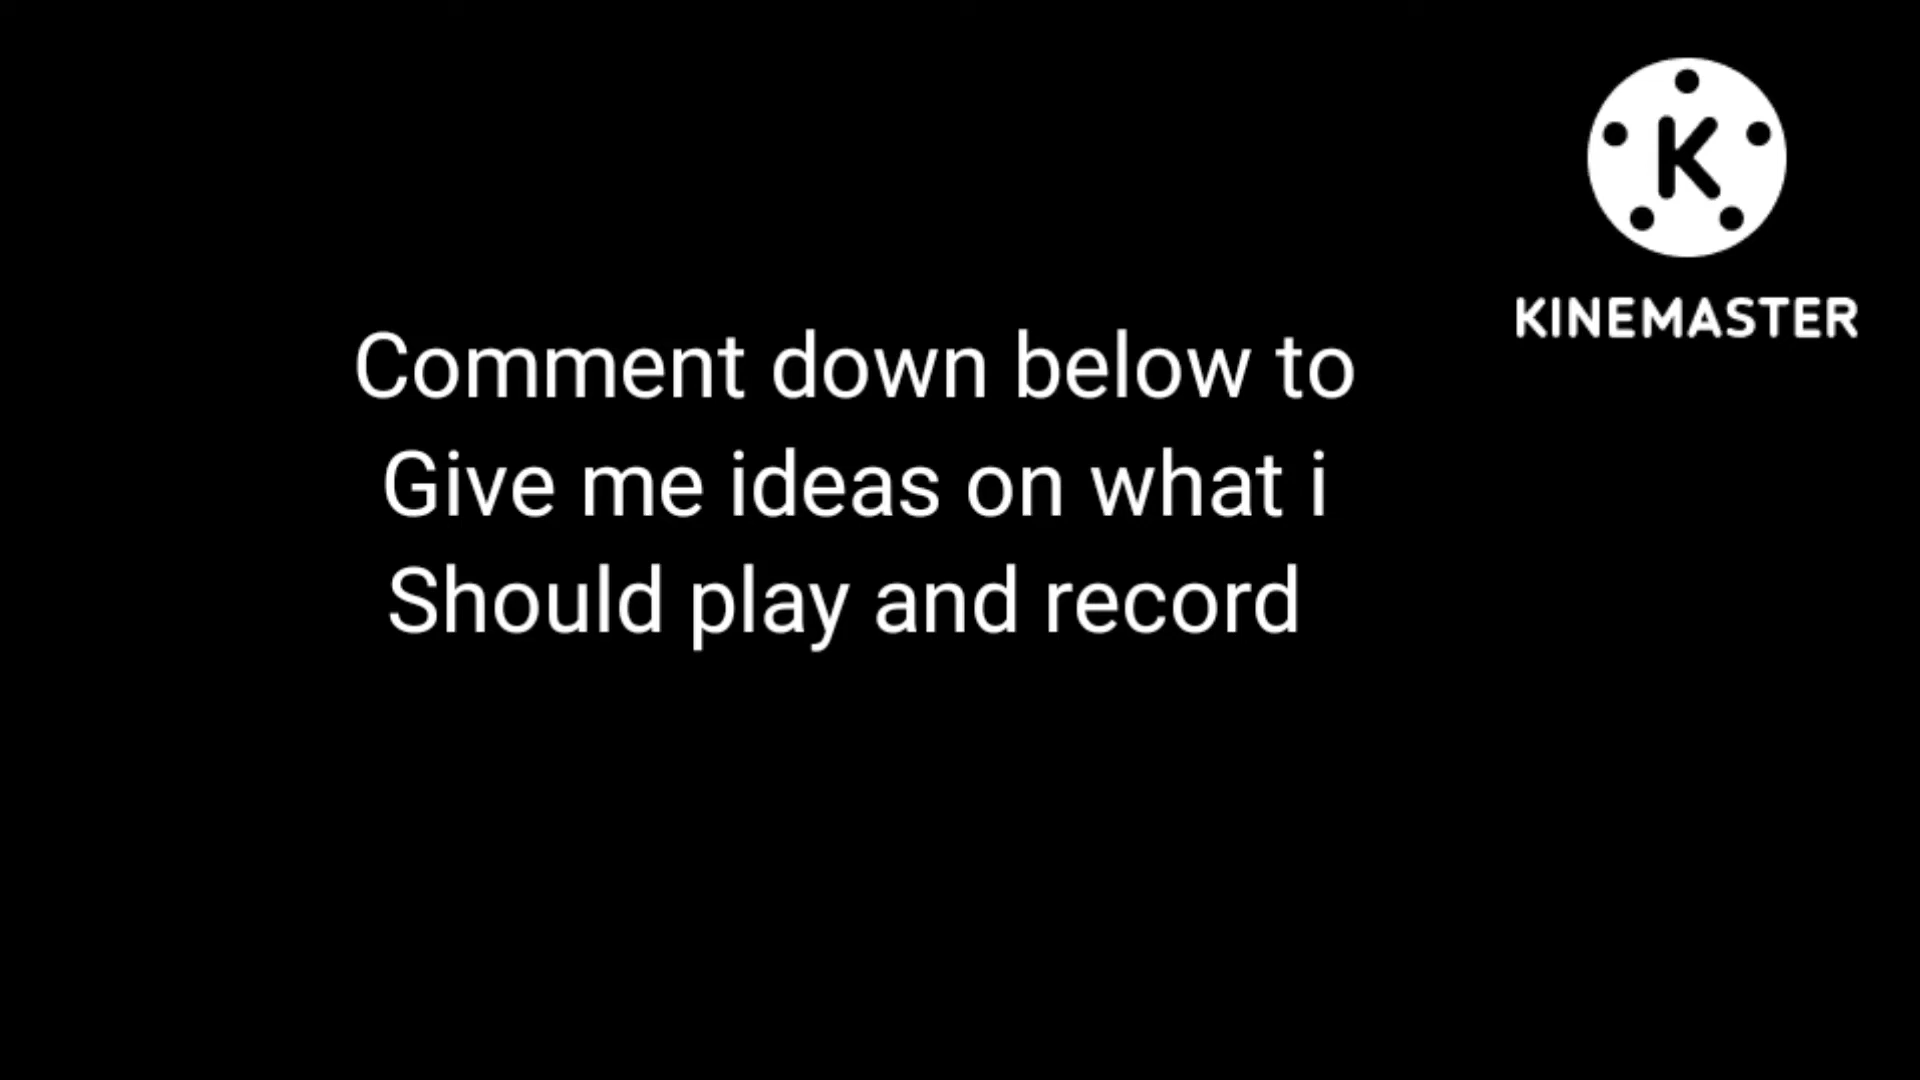 K
KINEMASTER
Comment down below to
Give me ideas on what i
Should play and record